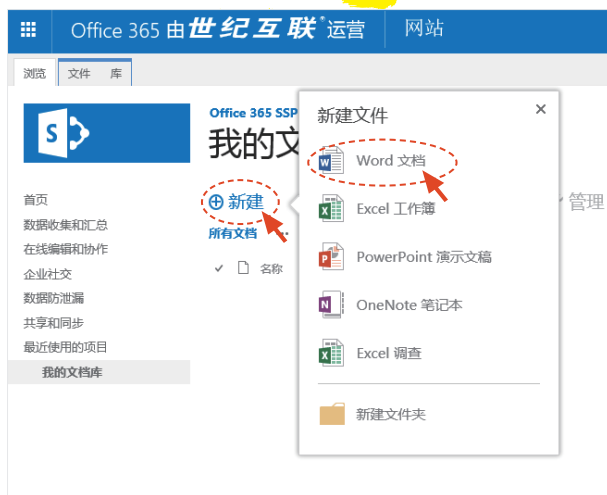 Office 365 由世纪互联运营 网站
浏览 文件 库
S
Office 365 SSP
我的文
首页
数据收集和汇总
在线编辑和协作
企业社交
数据防泄漏
共享和同步
最近使用的项目
我的文档库
新建
管理
所有文档 ...
名称
新建文件 ×
Word 文档
Excel 工作簿
PowerPoint 演示文稿
OneNote 笔记本
Excel 调查
新建文件夹